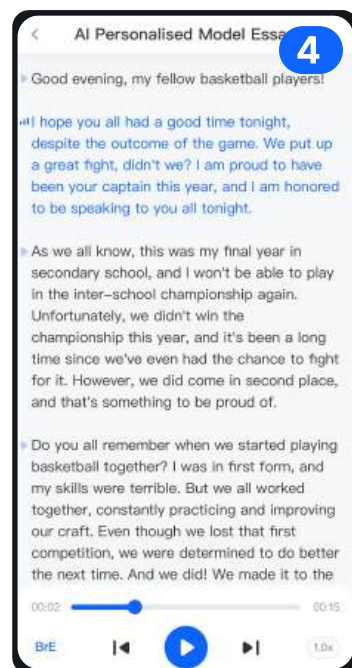 AI Personalised Model Essa
4
Good evening, my fellow basketball players!
I hope you all had a good time tonight,
despite the outcome of the game. We put up
a great fight, didn't we? I am proud to have
been your captain this year, and I am honored
to be speaking to you all tonight.
As we all know, this was my final year in
secondary school, and I won't be able to play
in the inter-school championship again.
Unfortunately, we didn't win the
championship this year, and it's been a long
time since we've even had the chance to fight
for it. However, we did come in second place,
and that's something to be proud of.
Do you all remember when we started playing
basketball together? I was in first form, and
my skills were terrible. But we all worked
together, constantly practicing and improving
our craft. Even though we lost that first
competition, we were determined to do better
the next time. And we did! We made it to the
00:02
00:15
BrE
1.0x